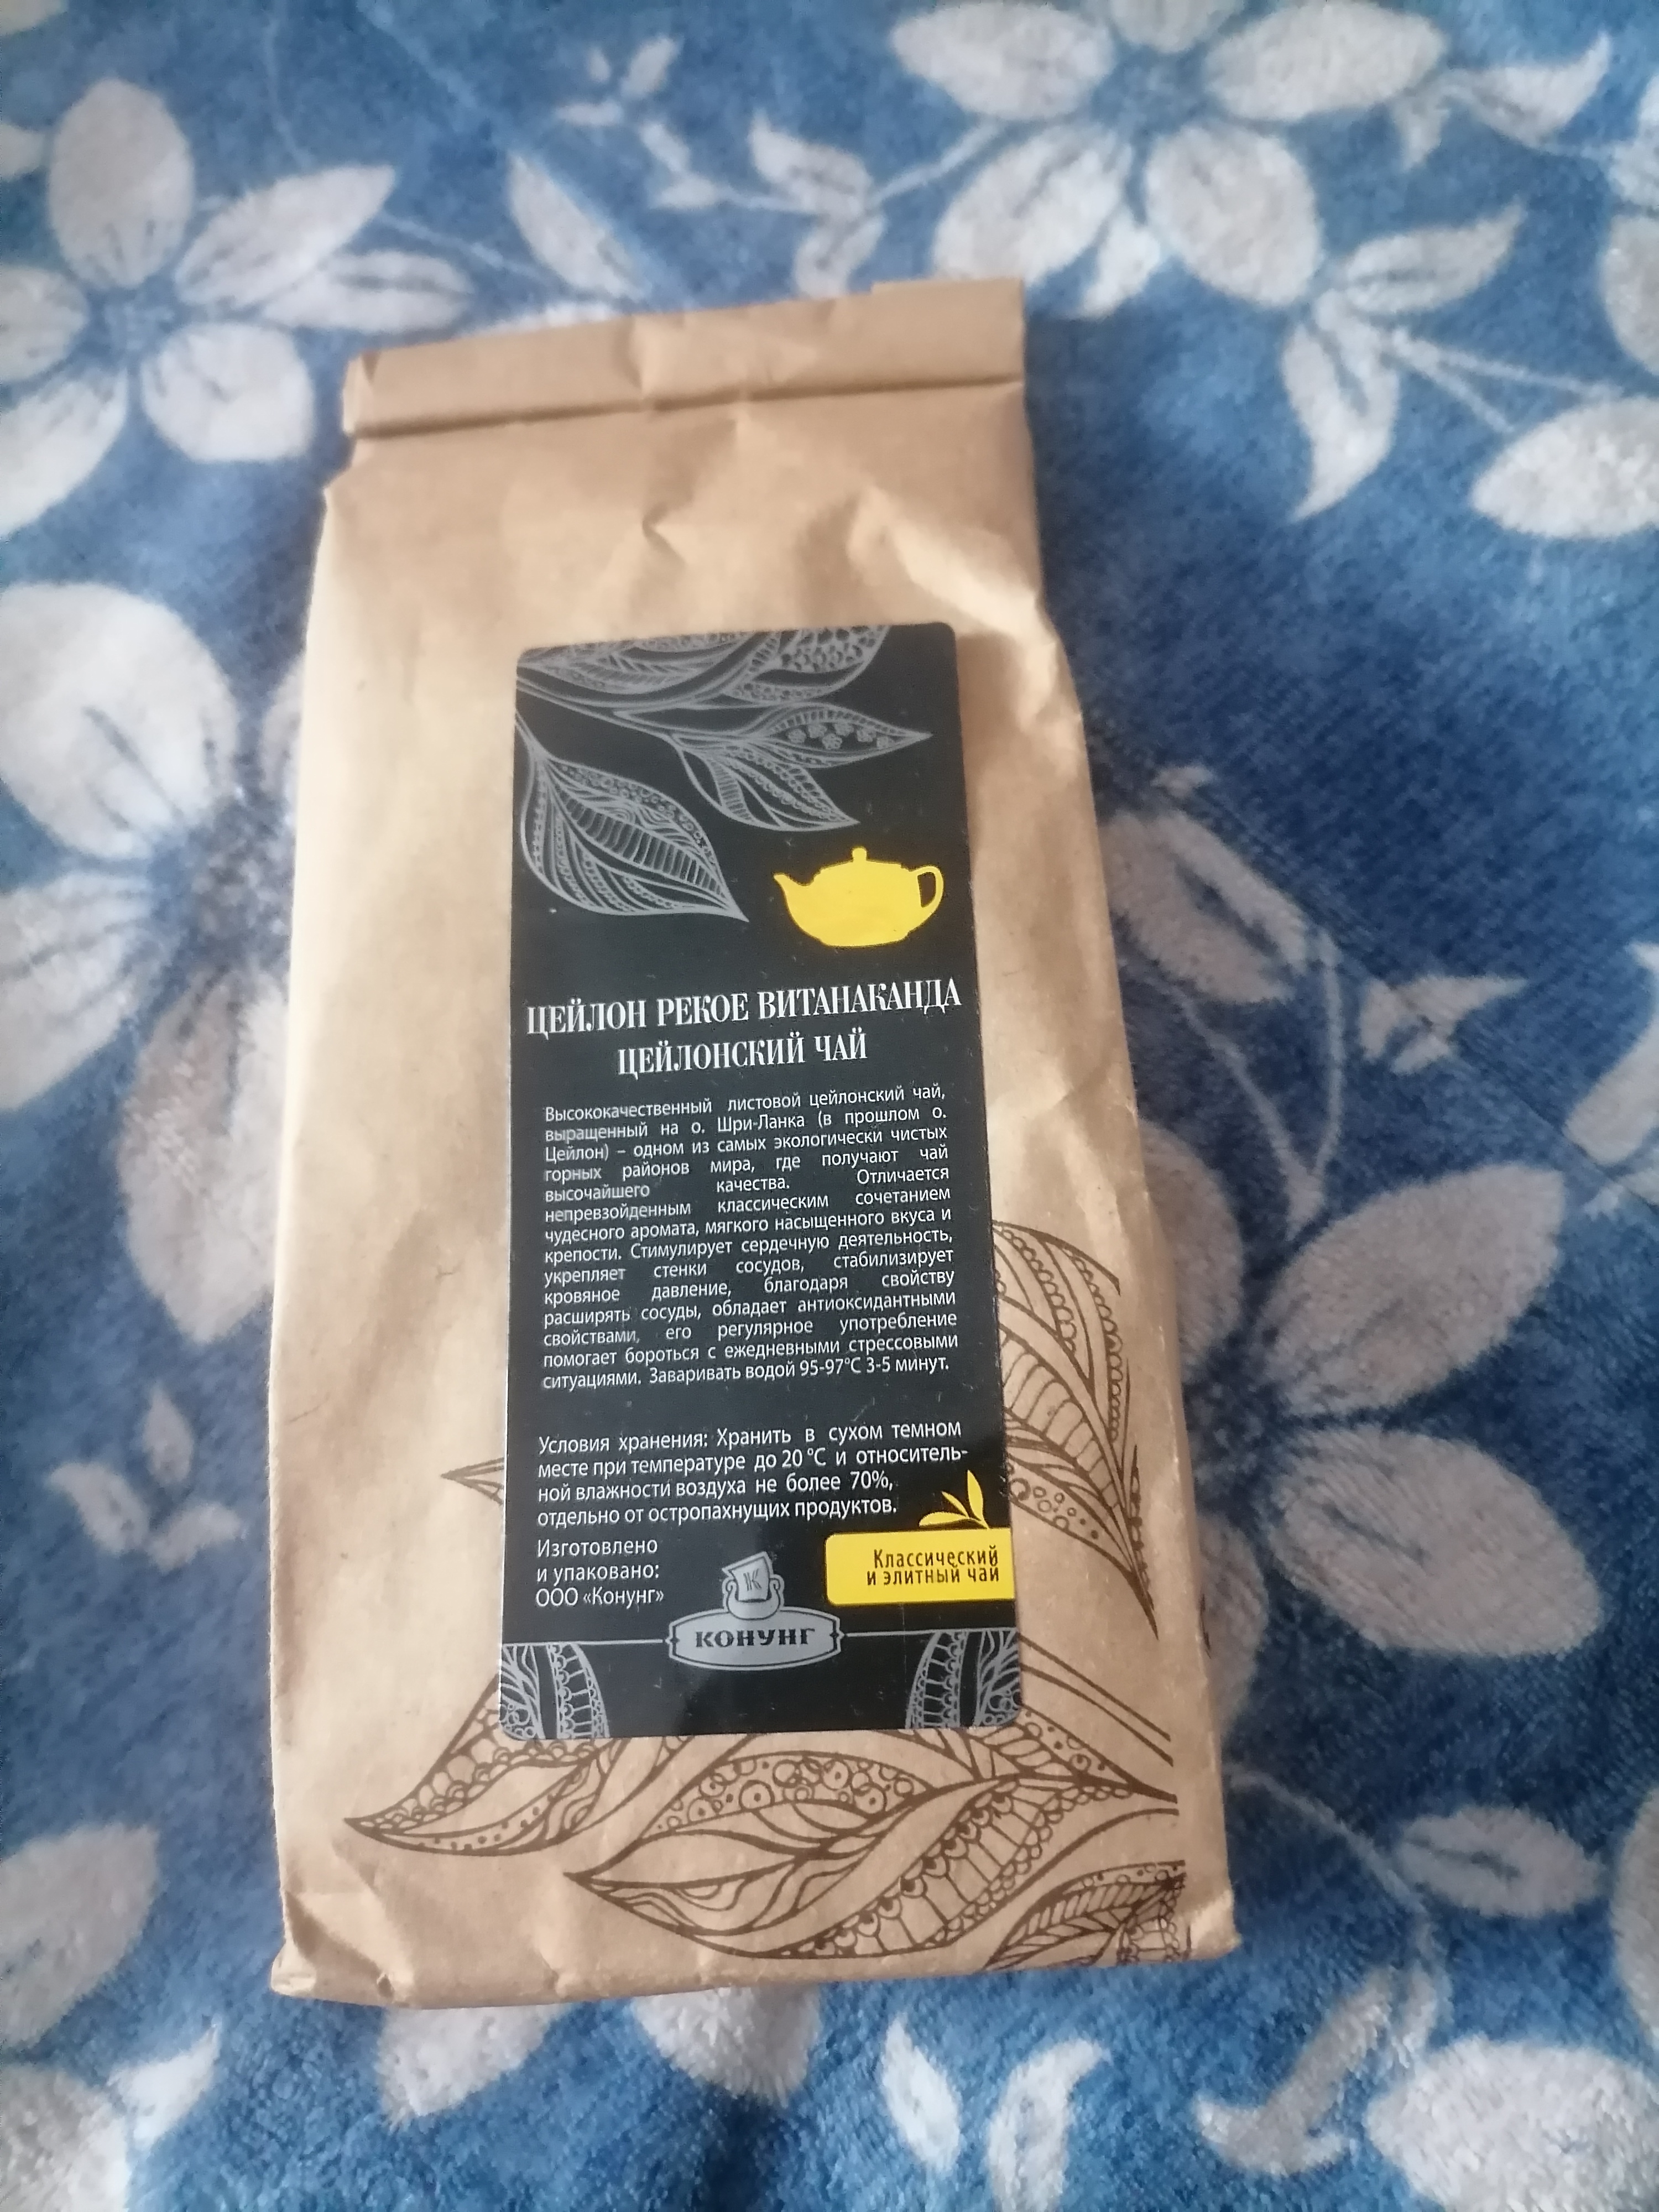 ЦЕЙЛОН РЕКОЕ ВИТАНАКАНДА
ЦЕЙЛОНСКИЙ ЧАЙ
Высококачественный листовой цейлонский чай,
выращенный на о. Шри-Ланка (в прошлом о.
Цейлон) – одном из самых экологически чистых
горных районов мира, где получают чай
высочайшего качества. Отличается
непревзойденным классическим сочетанием
чудесного аромата, мягкого насыщенного вкуса и
крепости. Стимулирует сердечную деятельность,
укрепляет стенки сосудов, стабилизирует
кровяное давление, благодаря свойству
расширять сосуды, обладает антиоксидантными
свойствами, его регулярное употребление
помогает бороться с ежедневными стрессовыми
ситуациями. Заваривать водой 95-97°С 3-5 минут.
Условия хранения: Хранить в сухом темном
месте при температуре до 20 °С и относитель-
ной влажности воздуха не более 70%,
отдельно от остропахнущих продуктов.
Изготовлено
и упаковано:
ООО «Конунг»
Классический
и элитный чай
К
КОНУНГ